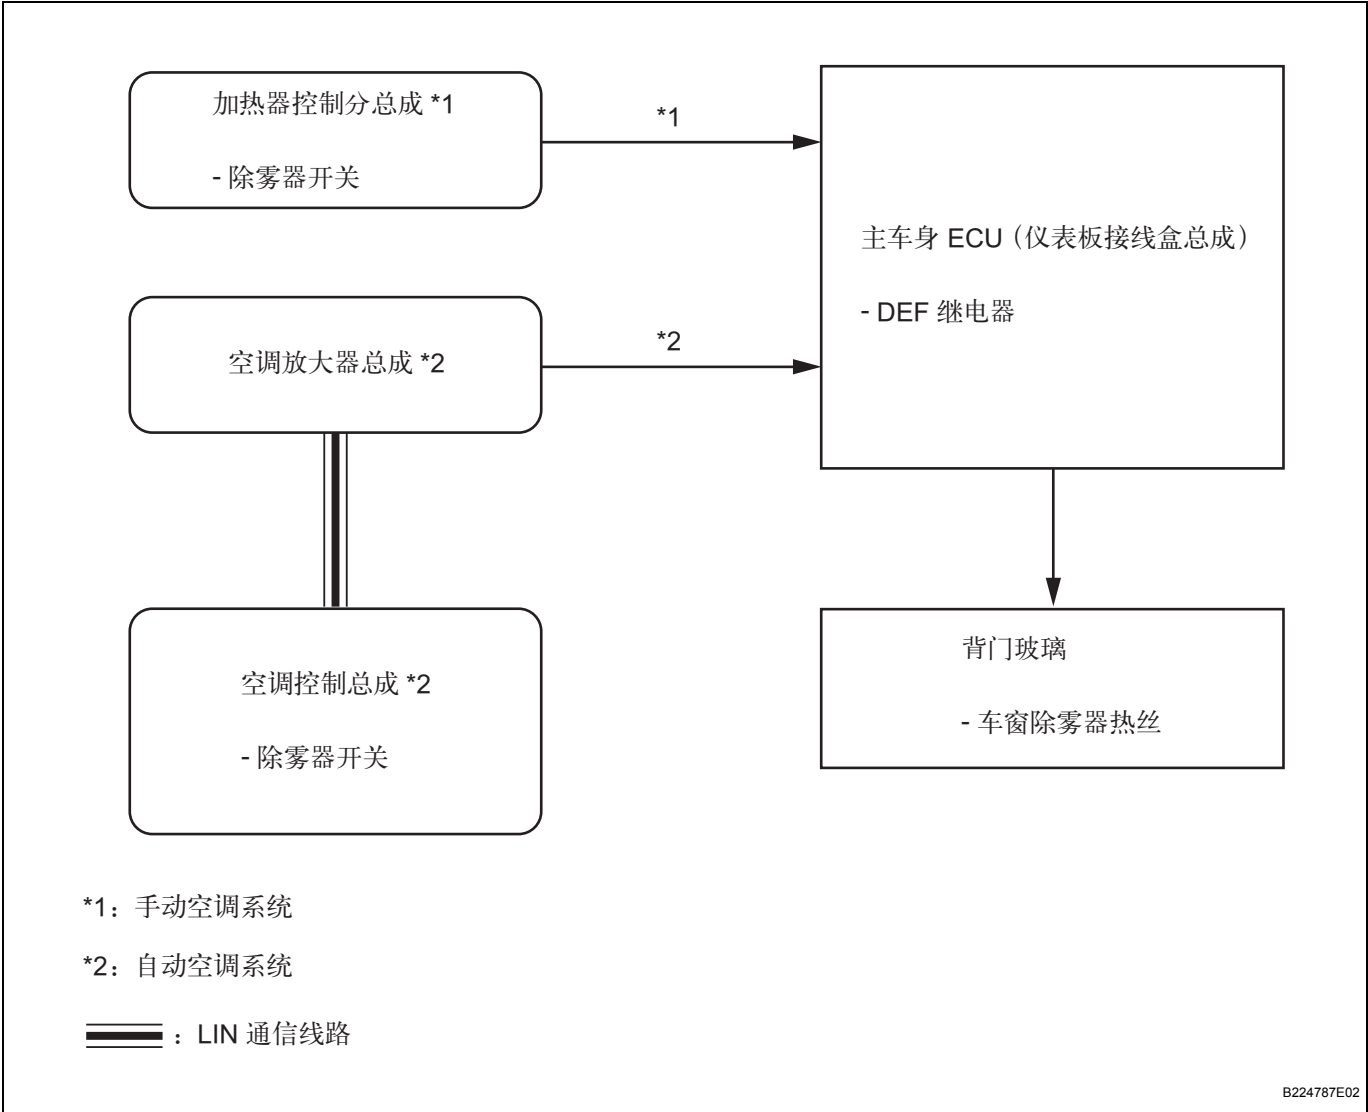 加热器控制分总成 *1
- 除雾器开关
*1
主车身 ECU（仪表板接线盒总成）
- DEF 继电器
空调放大器总成 *2
*2
空调控制总成 *2
- 除雾器开关
背门玻璃
- 车窗除雾器热丝
*1：手动空调系统
*2：自动空调系统
：LIN 通信线路
B224787E02